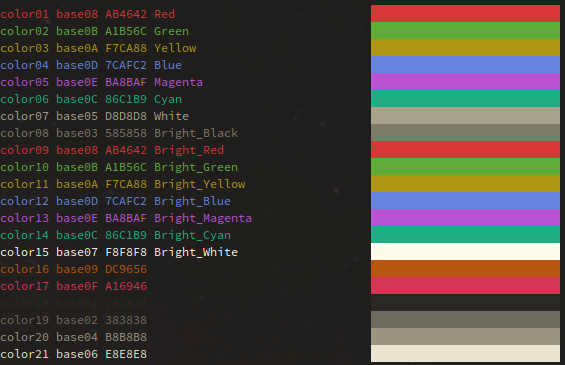 color01 base08 AB4642 Red
color02 base0B A1B56C Green
color03 base0A F7CA88 Yellow
color04 base0D 7CAFC2 Blue
color05 base0E BA8BAF Magenta
color06 base0C 86C1B9 Cyan
color07 base05 D8D8D8 White
color08 base03 585858 Bright_Black
color09 base08 AB4642 Bright_Red
color10 base0B A1B56C Bright_Green
color11 base0A F7CA88 Bright_Yellow
color12 base0D 7CAFC2 Bright_Blue
color13 base0E BA8BAF Bright_Magenta
color14 base0C 86C1B9 Bright_Cyan
color15 base07 F8F8F8 Bright_White
color16 base09 DC9656
color17 base0F A16946
color18 base01 282828
color19 base02 383838
color20 base04 B8B8B8
color21 base06 E8E8E8